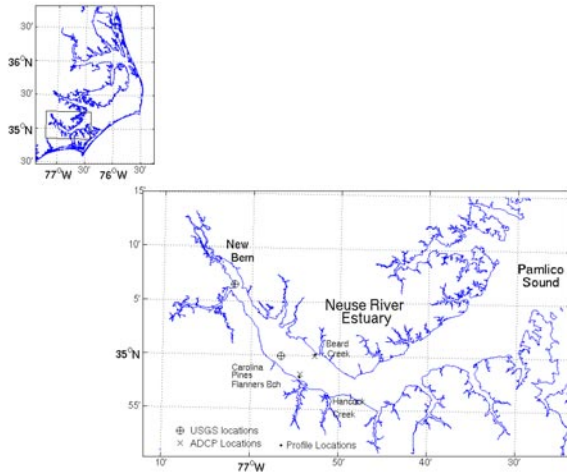 30'
36°N
30'
35°N
30'
77°W 30' 76°W
15'
10'
5'
35°N
55'
New
Bern
Neuse River
Estuary
Pamlico
Sound
Beard
Creek
Carolina
Pines
Flanners Bch
Hancock
Creek
⊕ USGS locations
× ADCP Locations • Profile Locations
10' 77°W 50' 40' 30'